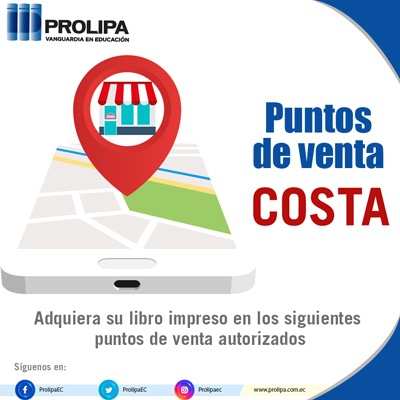 PROLIPA
VANGUARDIA EN EDUCACIÓN
Puntos
de venta
COSTA
Adquiera su libro impreso en los siguientes
puntos de venta autorizados
Síguenos en:
ProlipaEC
ProlipaEC
Prolipaec
www.prolipa.com.ec